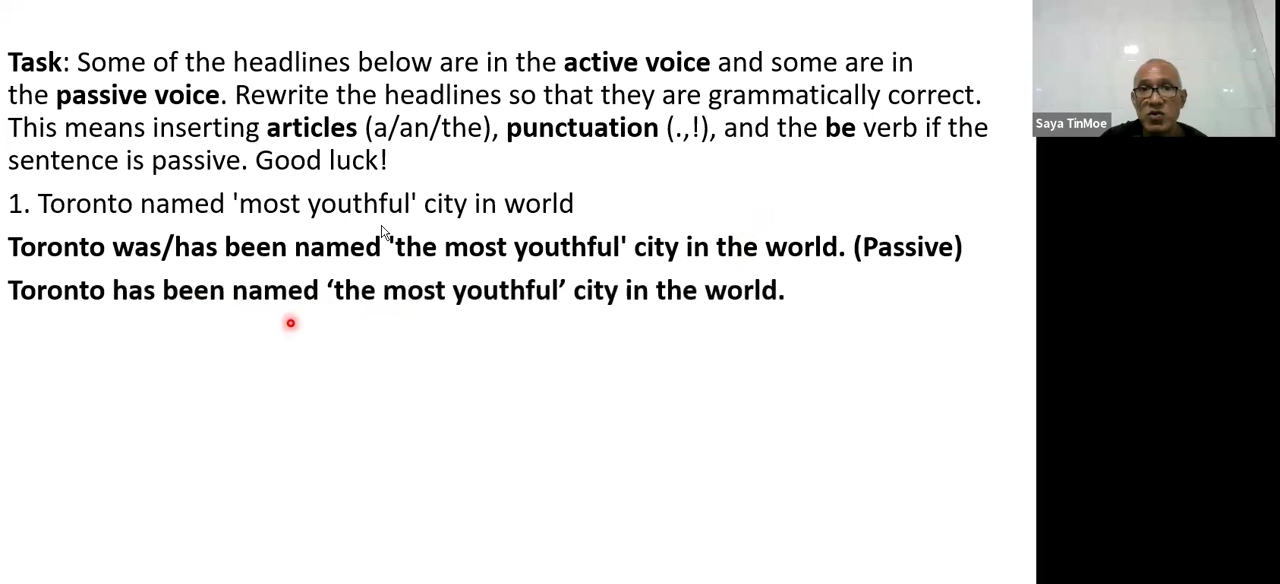 Task: Some of the headlines below are in the active voice and some are in
the passive voice. Rewrite the headlines so that they are grammatically correct.
This means inserting articles (a/an/the), punctuation (.,!), and the be verb if the
sentence is passive. Good luck!
1. Toronto named 'most youthful' city in world
Toronto was/has been named 'the most youthful' city in the world. (Passive)
Toronto has been named ‘the most youthful’ city in the world.
Saya TinMoe